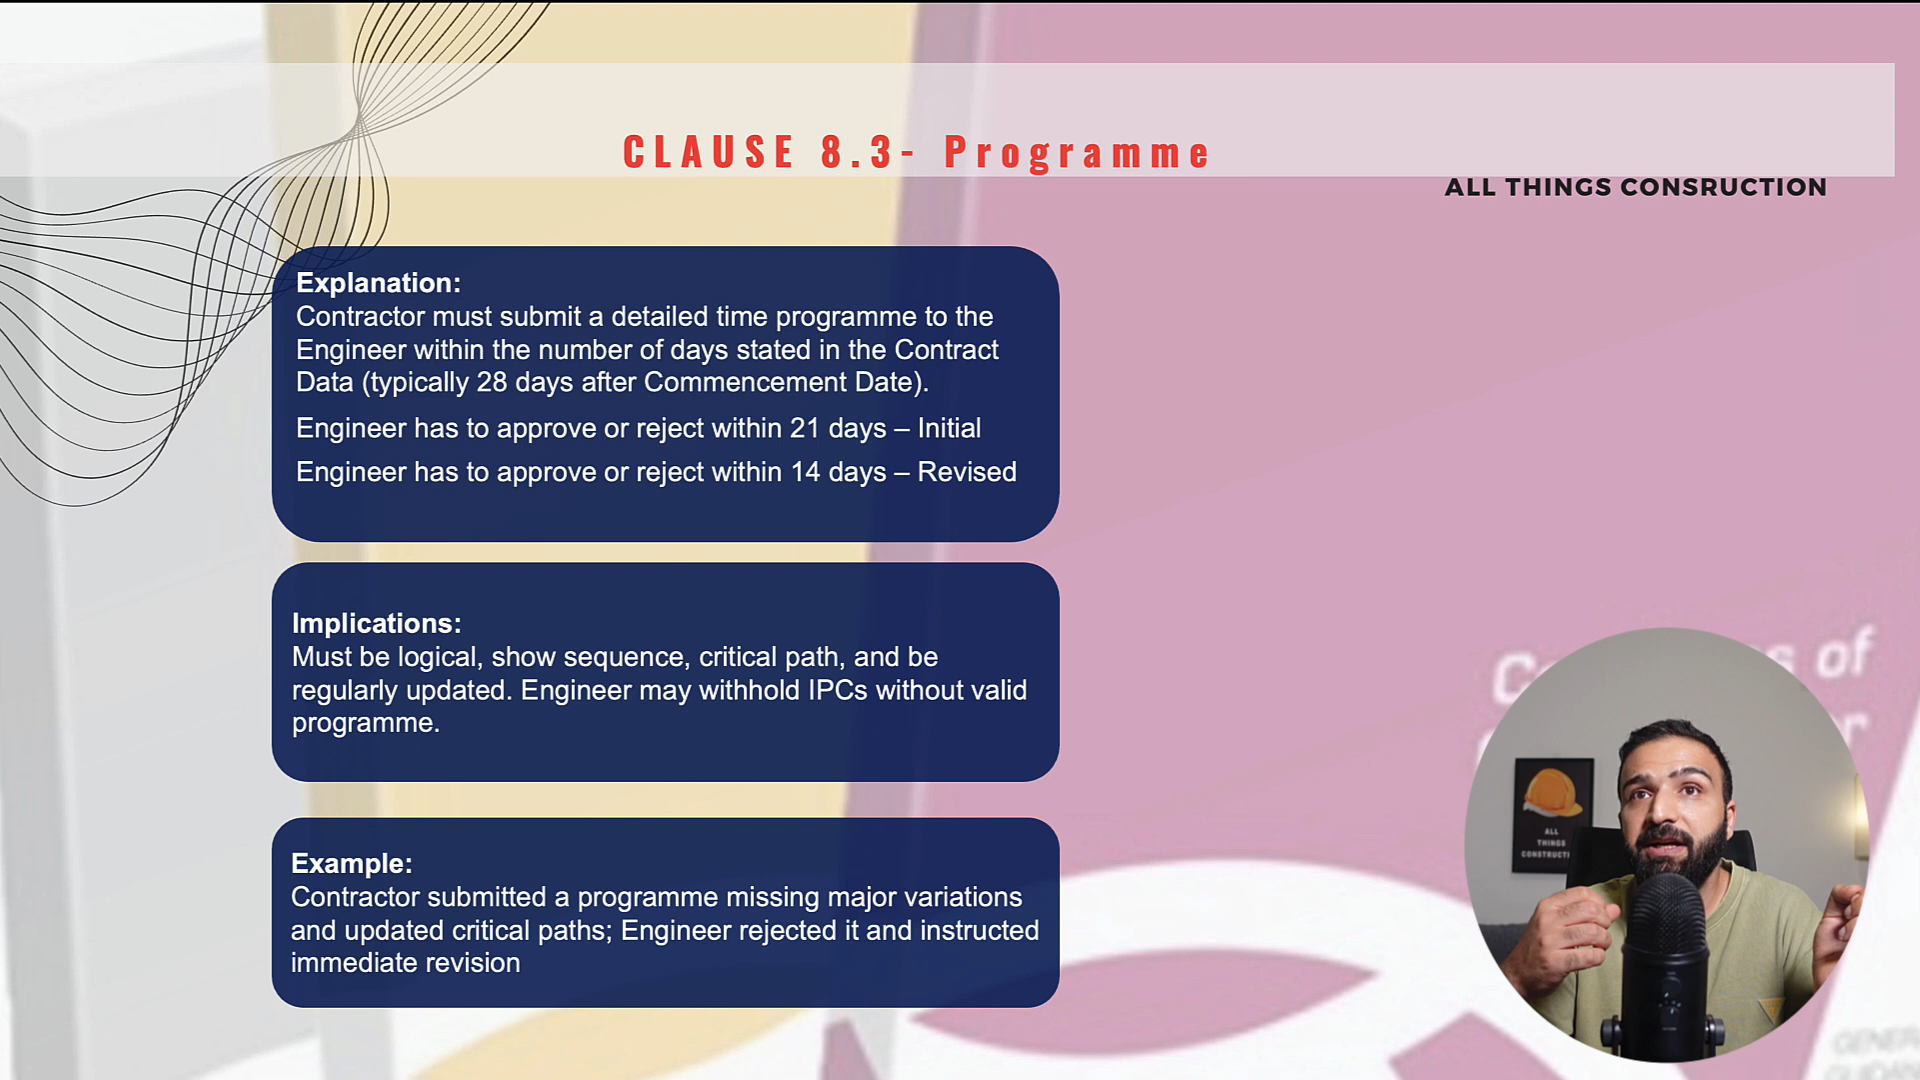 CLAUSE 8.3- Programme
ALL THINGS CONSRUCTION
Explanation:
Contractor must submit a detailed time programme to the
Engineer within the number of days stated in the Contract
Data (typically 28 days after Commencement Date).
Engineer has to approve or reject within 21 days – Initial
Engineer has to approve or reject within 14 days – Revised
Implications:
Must be logical, show sequence, critical path, and be
regularly updated. Engineer may withhold IPCs without valid
programme.
Example:
Contractor submitted a programme missing major variations
and updated critical paths; Engineer rejected it and instructed
immediate revision
of
ALL
THINGS